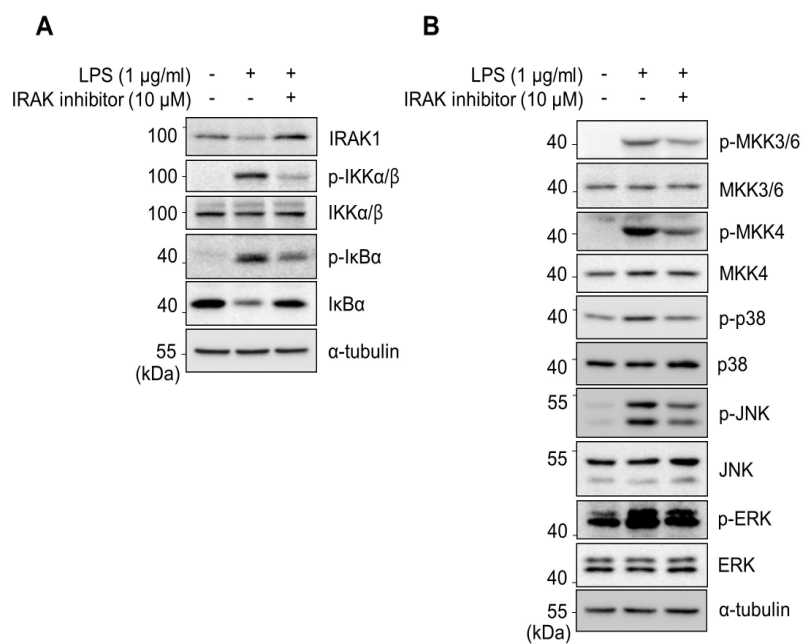 A
LPS (1 µg/ml) - + +
IRAK inhibitor (10 µM) - - +
100 IRAK1
100 p-IKKα/β
100 IKKα/β
40 p-IκBα
40 IκBα
55 α-tubulin
(kDa)
B
LPS (1 µg/ml) - + +
IRAK inhibitor (10 µM) - - +
40 p-MKK3/6
40 MKK3/6
40 p-MKK4
40 MKK4
40 p-p38
40 p38
55 p-JNK
55 JNK
40 p-ERK
40 ERK
55 α-tubulin
(kDa)